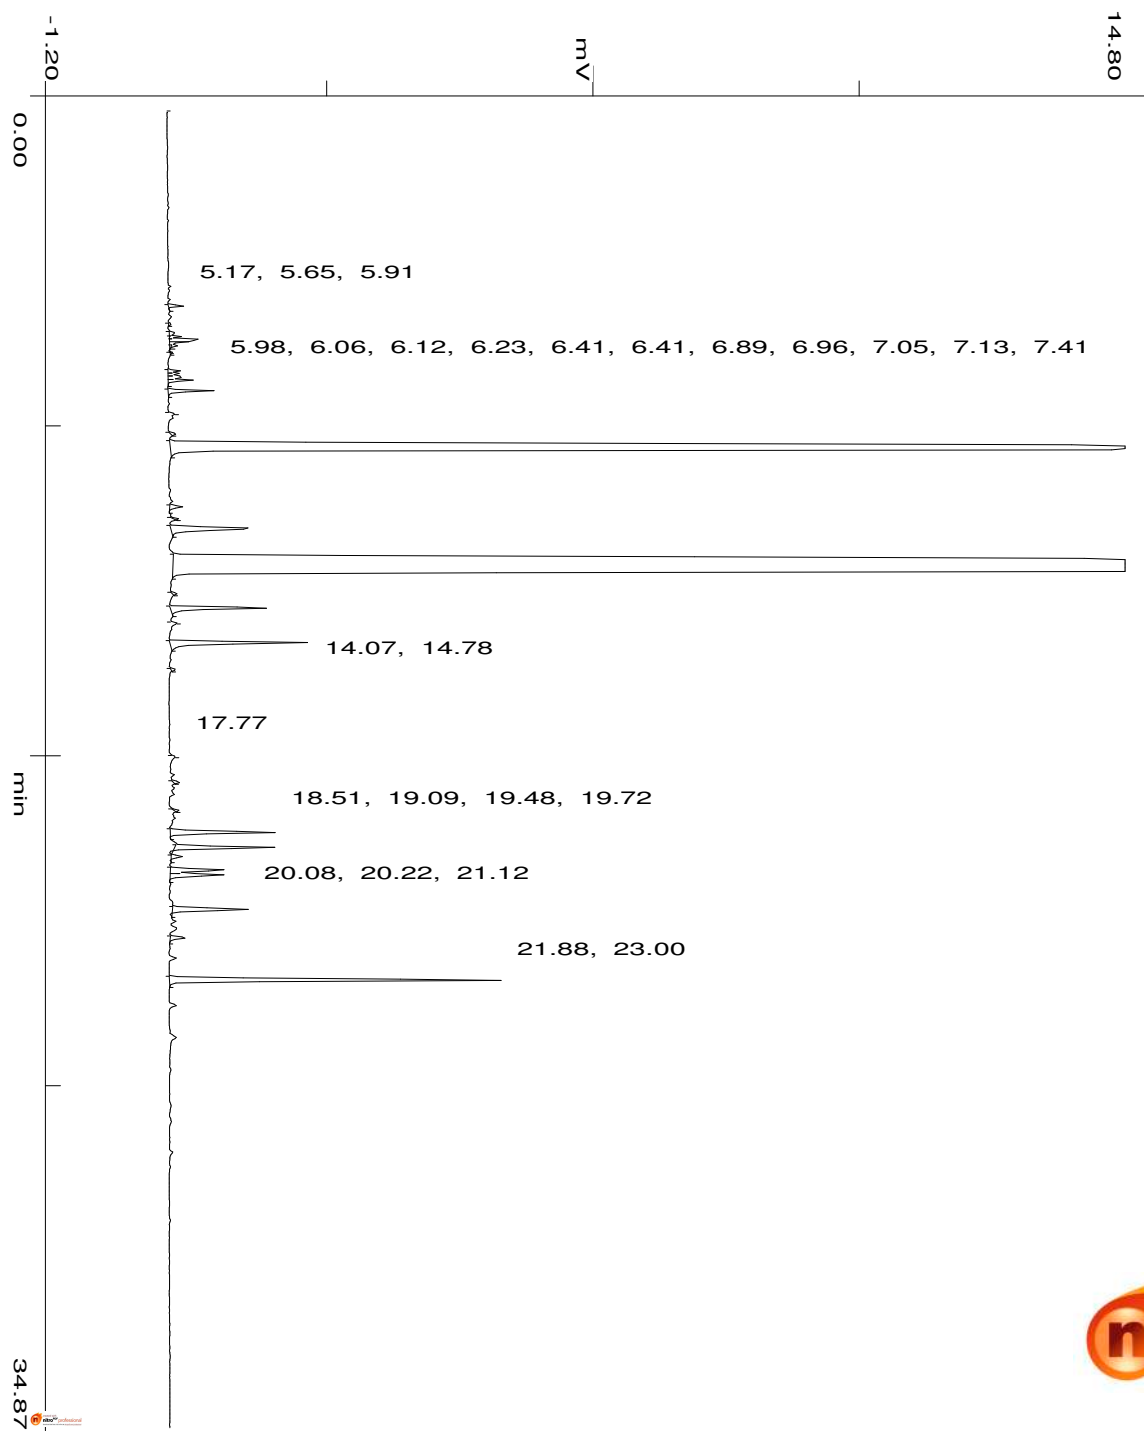 -1.20
mV
14.80
0.00
5.17, 5.65, 5.91
5.98, 6.06, 6.12, 6.23, 6.41, 6.41, 6.89, 6.96, 7.05, 7.13, 7.41
14.07, 14.78
17.77
min
18.51, 19.09, 19.48, 19.72
20.08, 20.22, 21.12
21.88, 23.00
n
34.87
n nitro professional